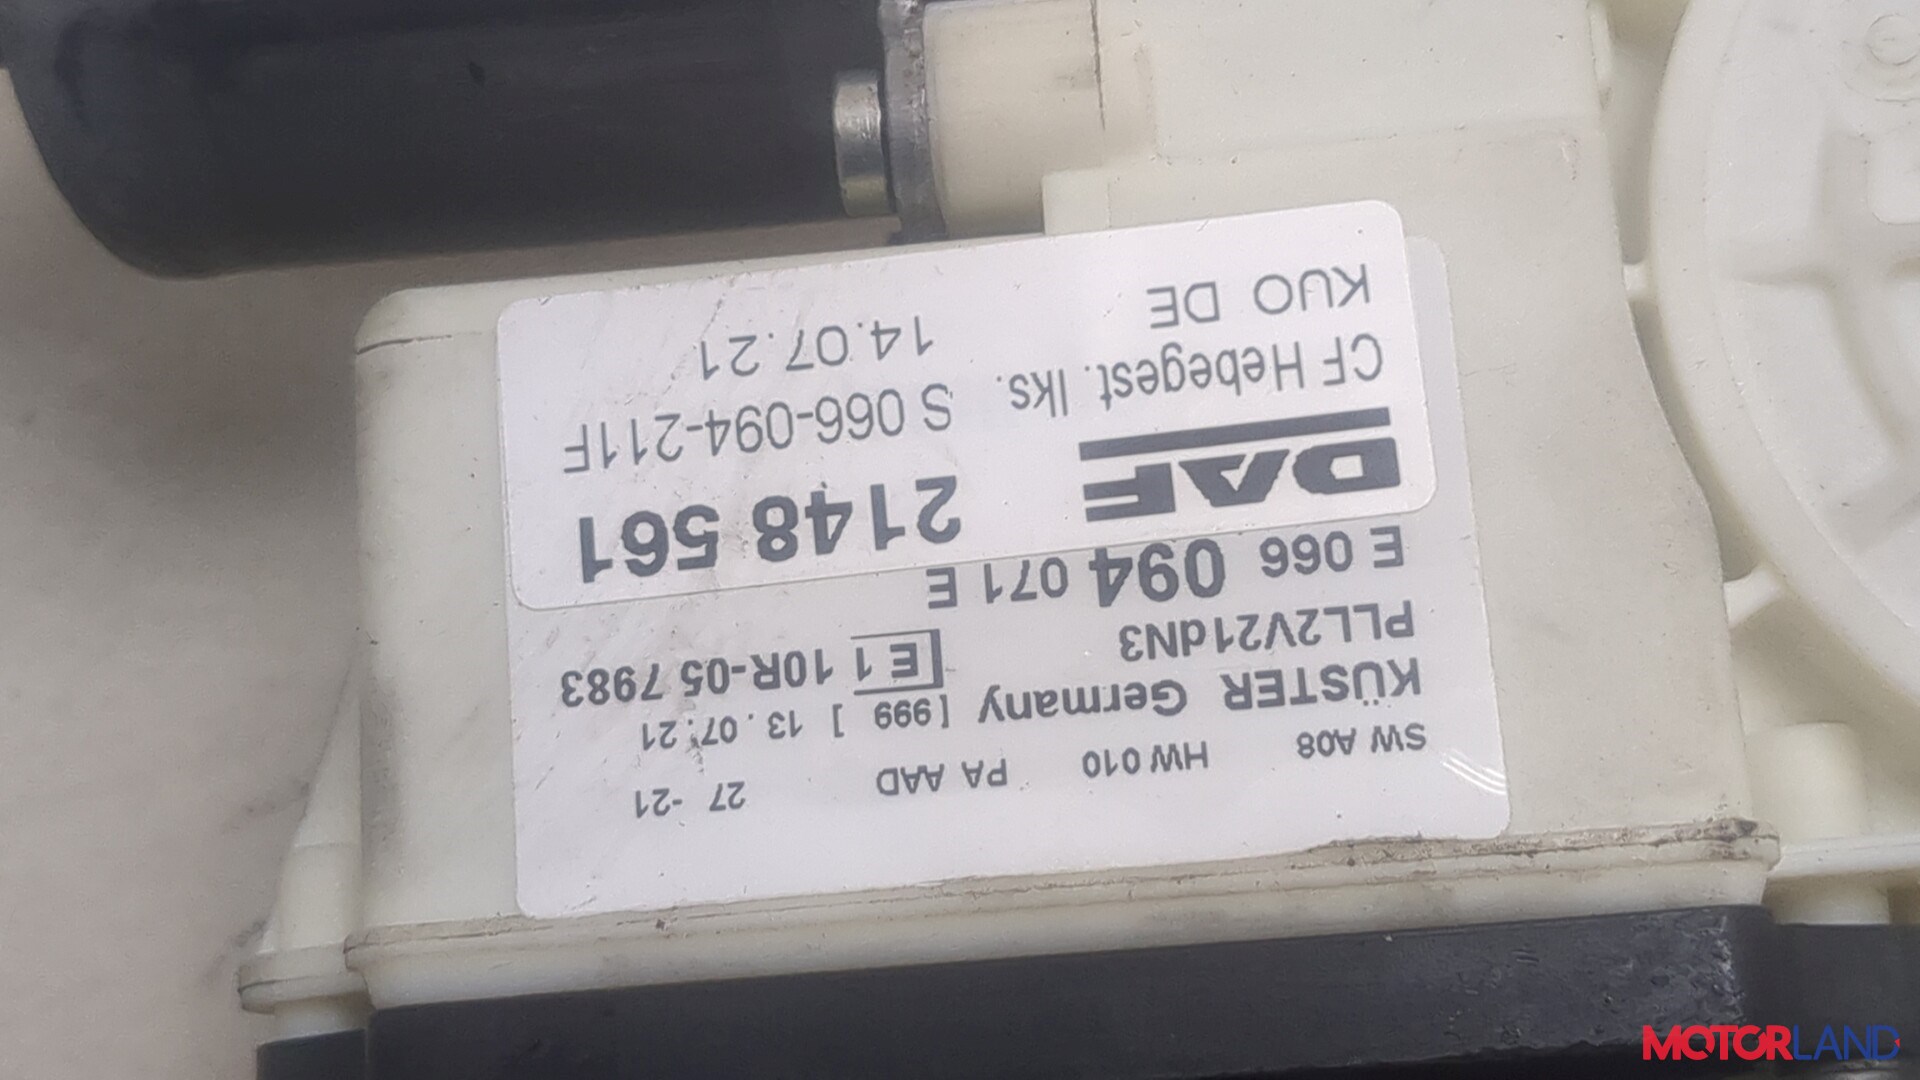 SW A08 HW 010 PA AAD 27 -21
KÜSTER Germany [ 999 ] 13.07.21
PLL2V21dN3 E 1 10R-05 7983
E 066 094 071 E
DAF 2148 561
CF Hebegest. lks. S 066-094-211F
KUO DE 14.07.21
MOTORLAND